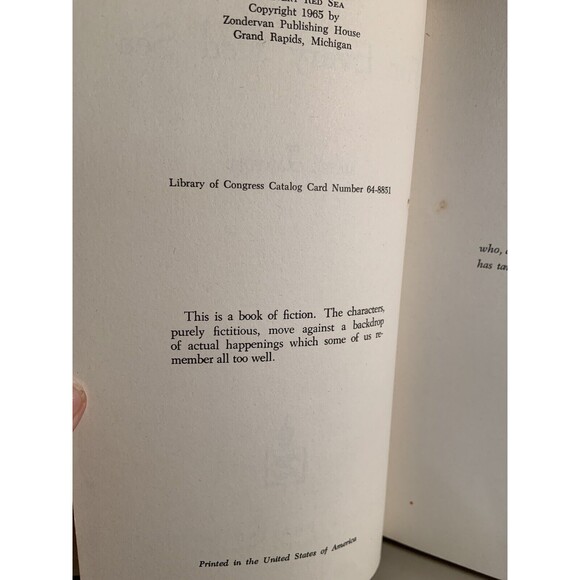 Red Sea
Copyright 1965 by
Zondervan Publishing House
Grand Rapids, Michigan
Library of Congress Catalog Card Number 64-8851
This is a book of fiction. The characters,
purely fictitious, move against a backdrop
of actual happenings which some of us re-
member all too well.
Printed in the United States of America
who,
has